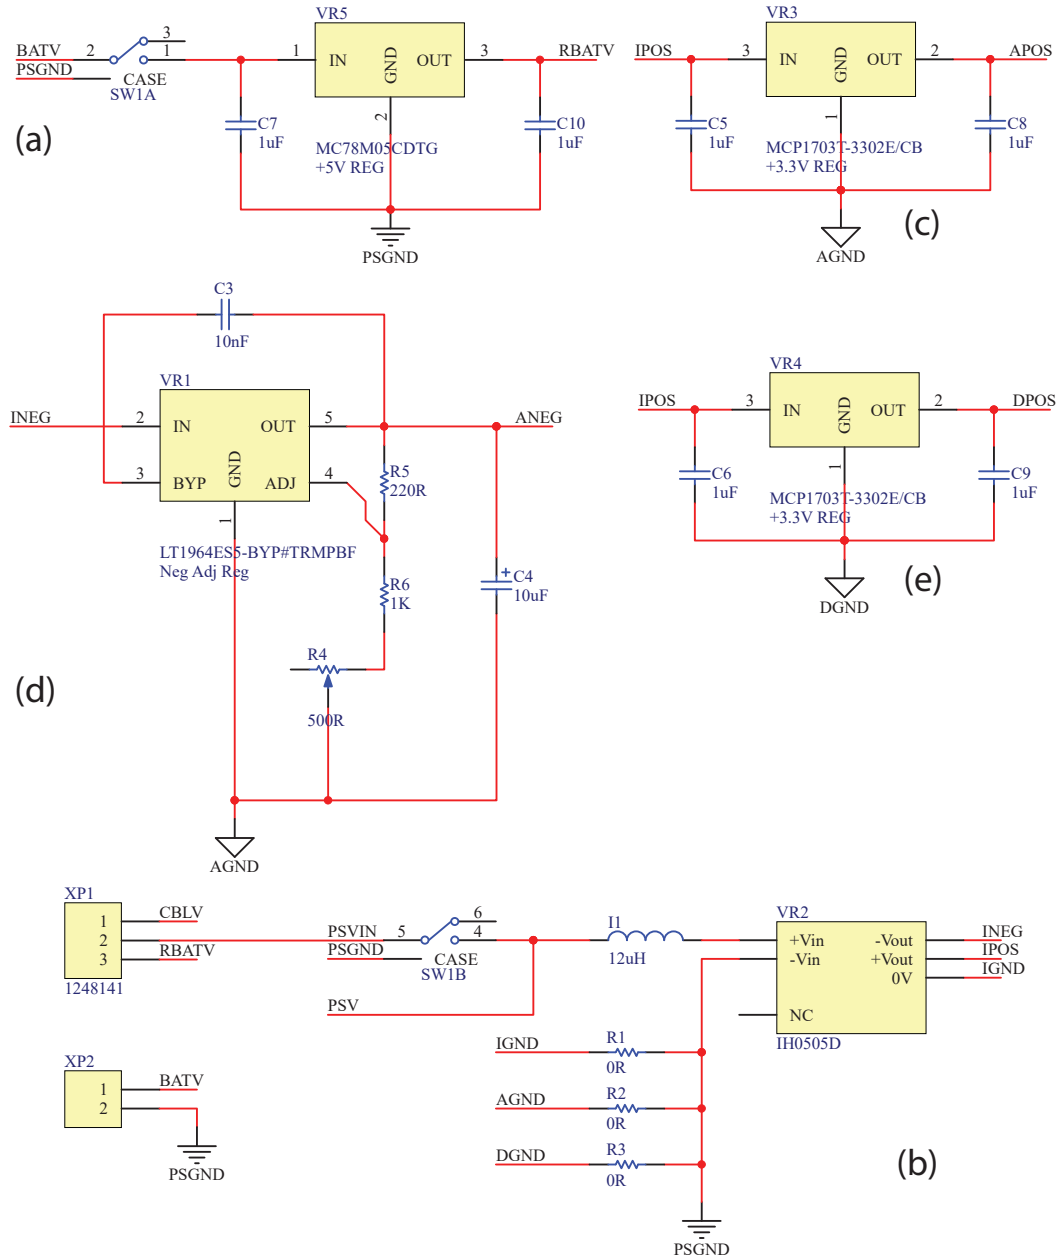 VR5
BATV 2 3 1
PSGND
CASE
SW1A
1 IN GND OUT 3 RBATV
2
C7
1uF
C10
1uF
MC78M05CDTG
+5V REG
PSGND
(a)
VR3
IPOS 3 IN GND OUT 2 APOS
1
C5
1uF
C8
1uF
MCP1703T-3302E/CB
+3.3V REG
AGND
(c)
C3
10nF
VR1
INEG 2 IN OUT 5 ANEG
3 BYP GND ADJ 4
1
R5
220R
LT1964ES5-BYP#TRMPBF
Neg Adj Reg
R6
1K
+ C4
10uF
R4
500R
AGND
(d)
VR4
IPOS 3 IN GND OUT 2 DPOS
1
C6
1uF
C9
1uF
MCP1703T-3302E/CB
+3.3V REG
DGND
(e)
XP1
1 CBLV
2
3 RBATV
1248141
PSVIN 5 6 4
PSGND
CASE
SW1B
PSV
I1
12uH
VR2
+Vin -Vout INEG
-Vin +Vout IPOS
0V IGND
NC
IH0505D
XP2
1 BATV
2
PSGND
IGND R1
0R
AGND R2
0R
DGND R3
0R
PSGND
(b)